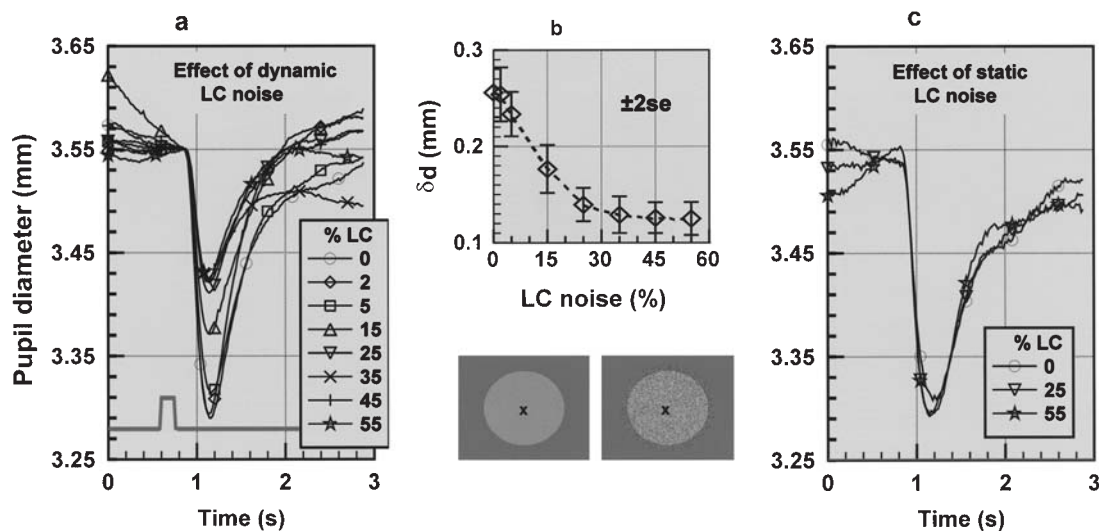 a
Effect of dynamic
LC noise
Pupil diameter (mm)
3.65
3.55
3.45
3.35
3.25
% LC
0
2
5
15
25
35
45
55
0 1 2 3
Time (s)
b
δd (mm)
0.3
0.2
0.1
±2se
0 15 30 45 60
LC noise (%)
x
x
c
Effect of static
LC noise
3.65
3.55
3.45
3.35
3.25
% LC
0
25
55
0 1 2 3
Time (s)